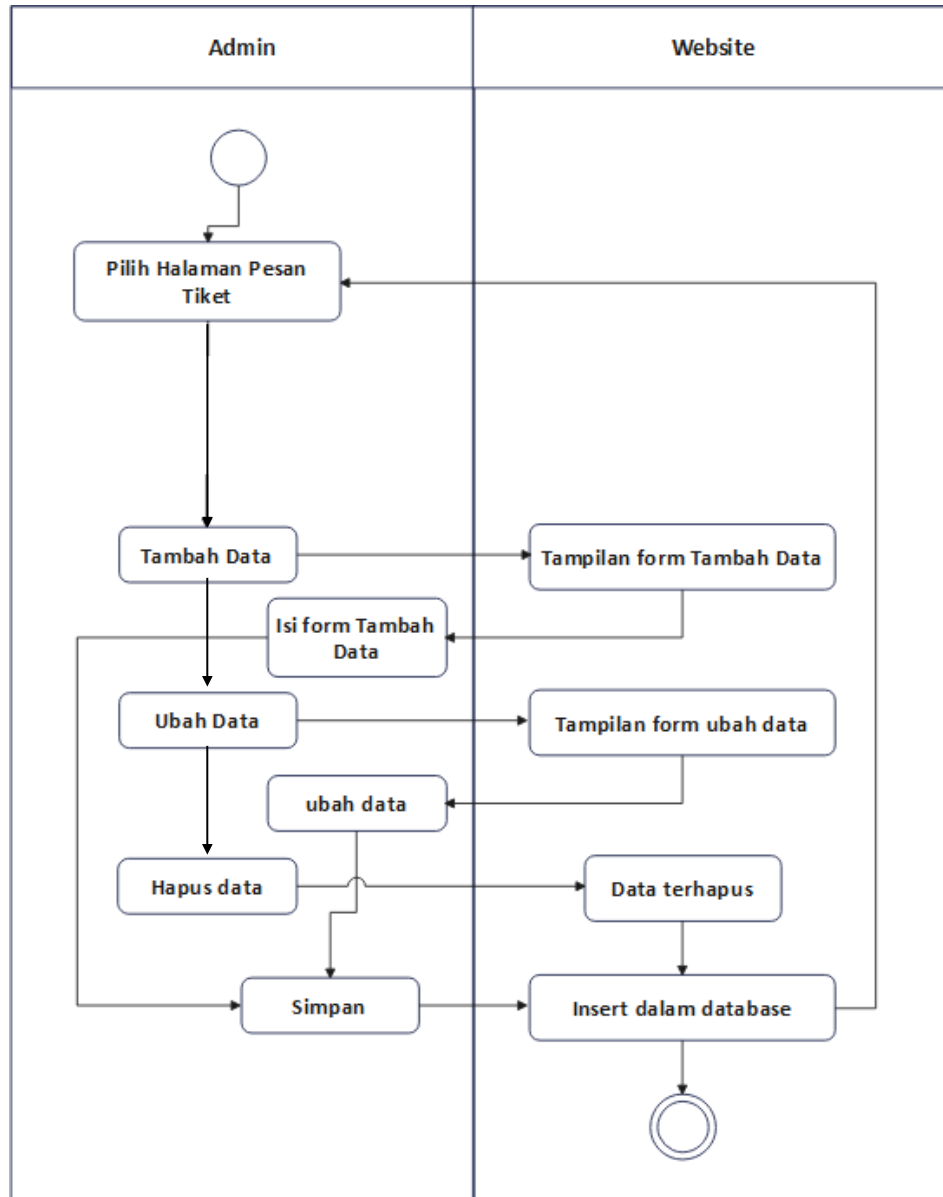 Admin
Website
Pilih Halaman Pesan
Tiket
Tambah Data
Tampilan form Tambah Data
Isi form Tambah
Data
Ubah Data
Tampilan form ubah data
ubah data
Hapus data
Data terhapus
Simpan
Insert dalam database